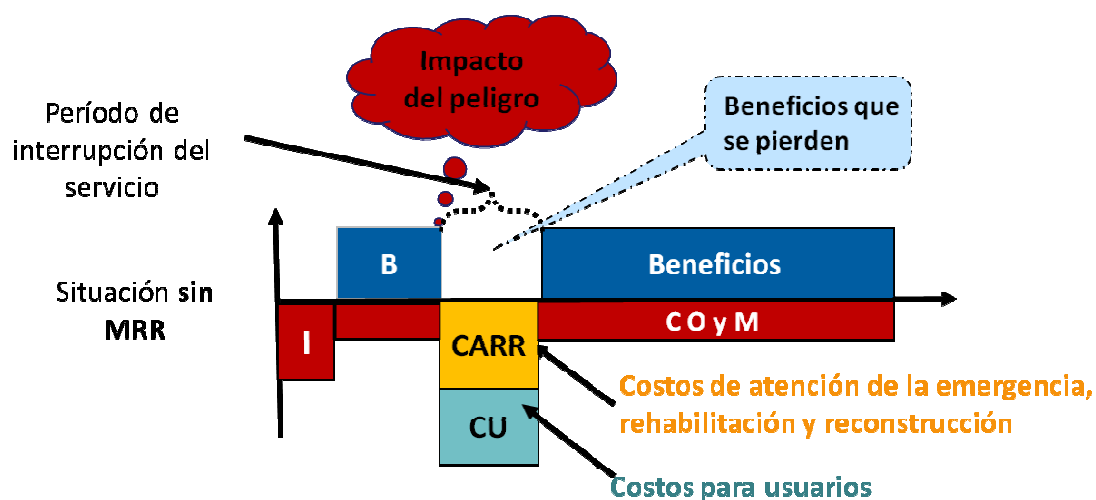 Impacto
del peligro
Período de
interrupción del
servicio
Beneficios que
se pierden
B
Beneficios
Situación sin
MRR
I
CARR
C O y M
CU
Costos de atención de la emergencia,
rehabilitación y reconstrucción
Costos para usuarios